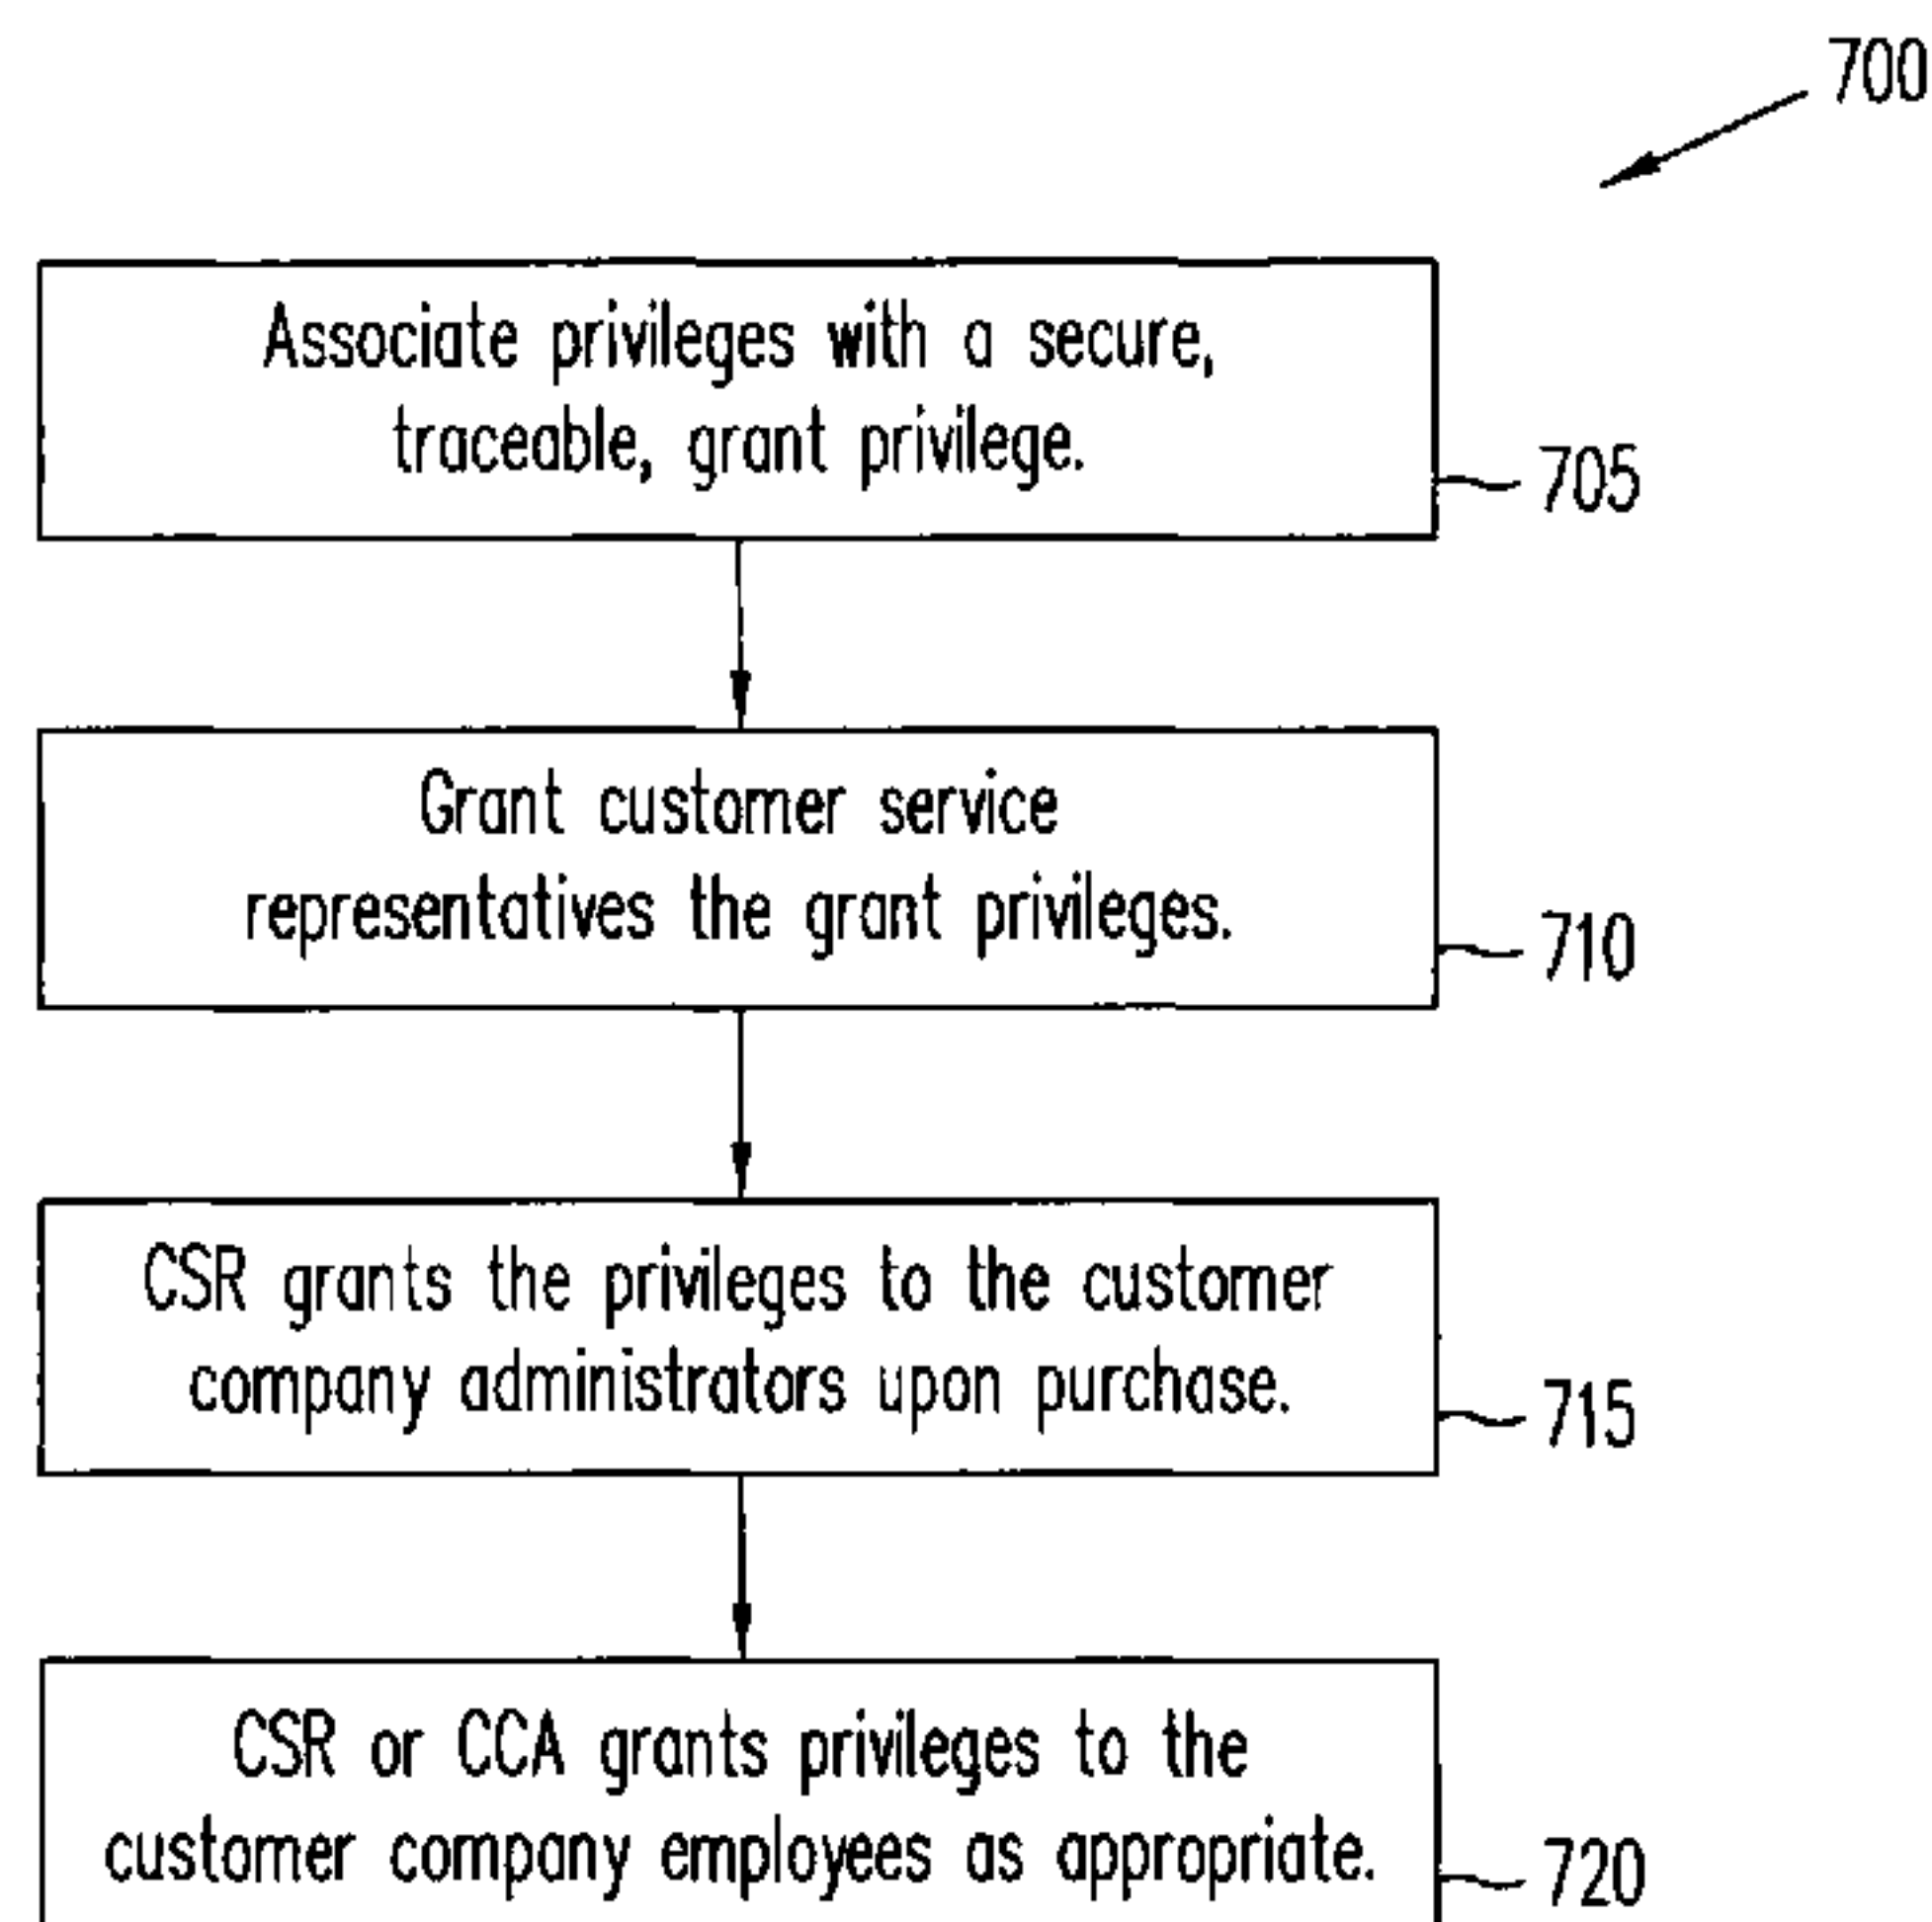 700
Associate privileges with a secure,
traceable, grant privilege.
705
Grant customer service
representatives the grant privileges.
710
CSR grants the privileges to the customer
company administrators upon purchase.
715
CSR or CCA grants privileges to the
customer company employees as appropriate.
720